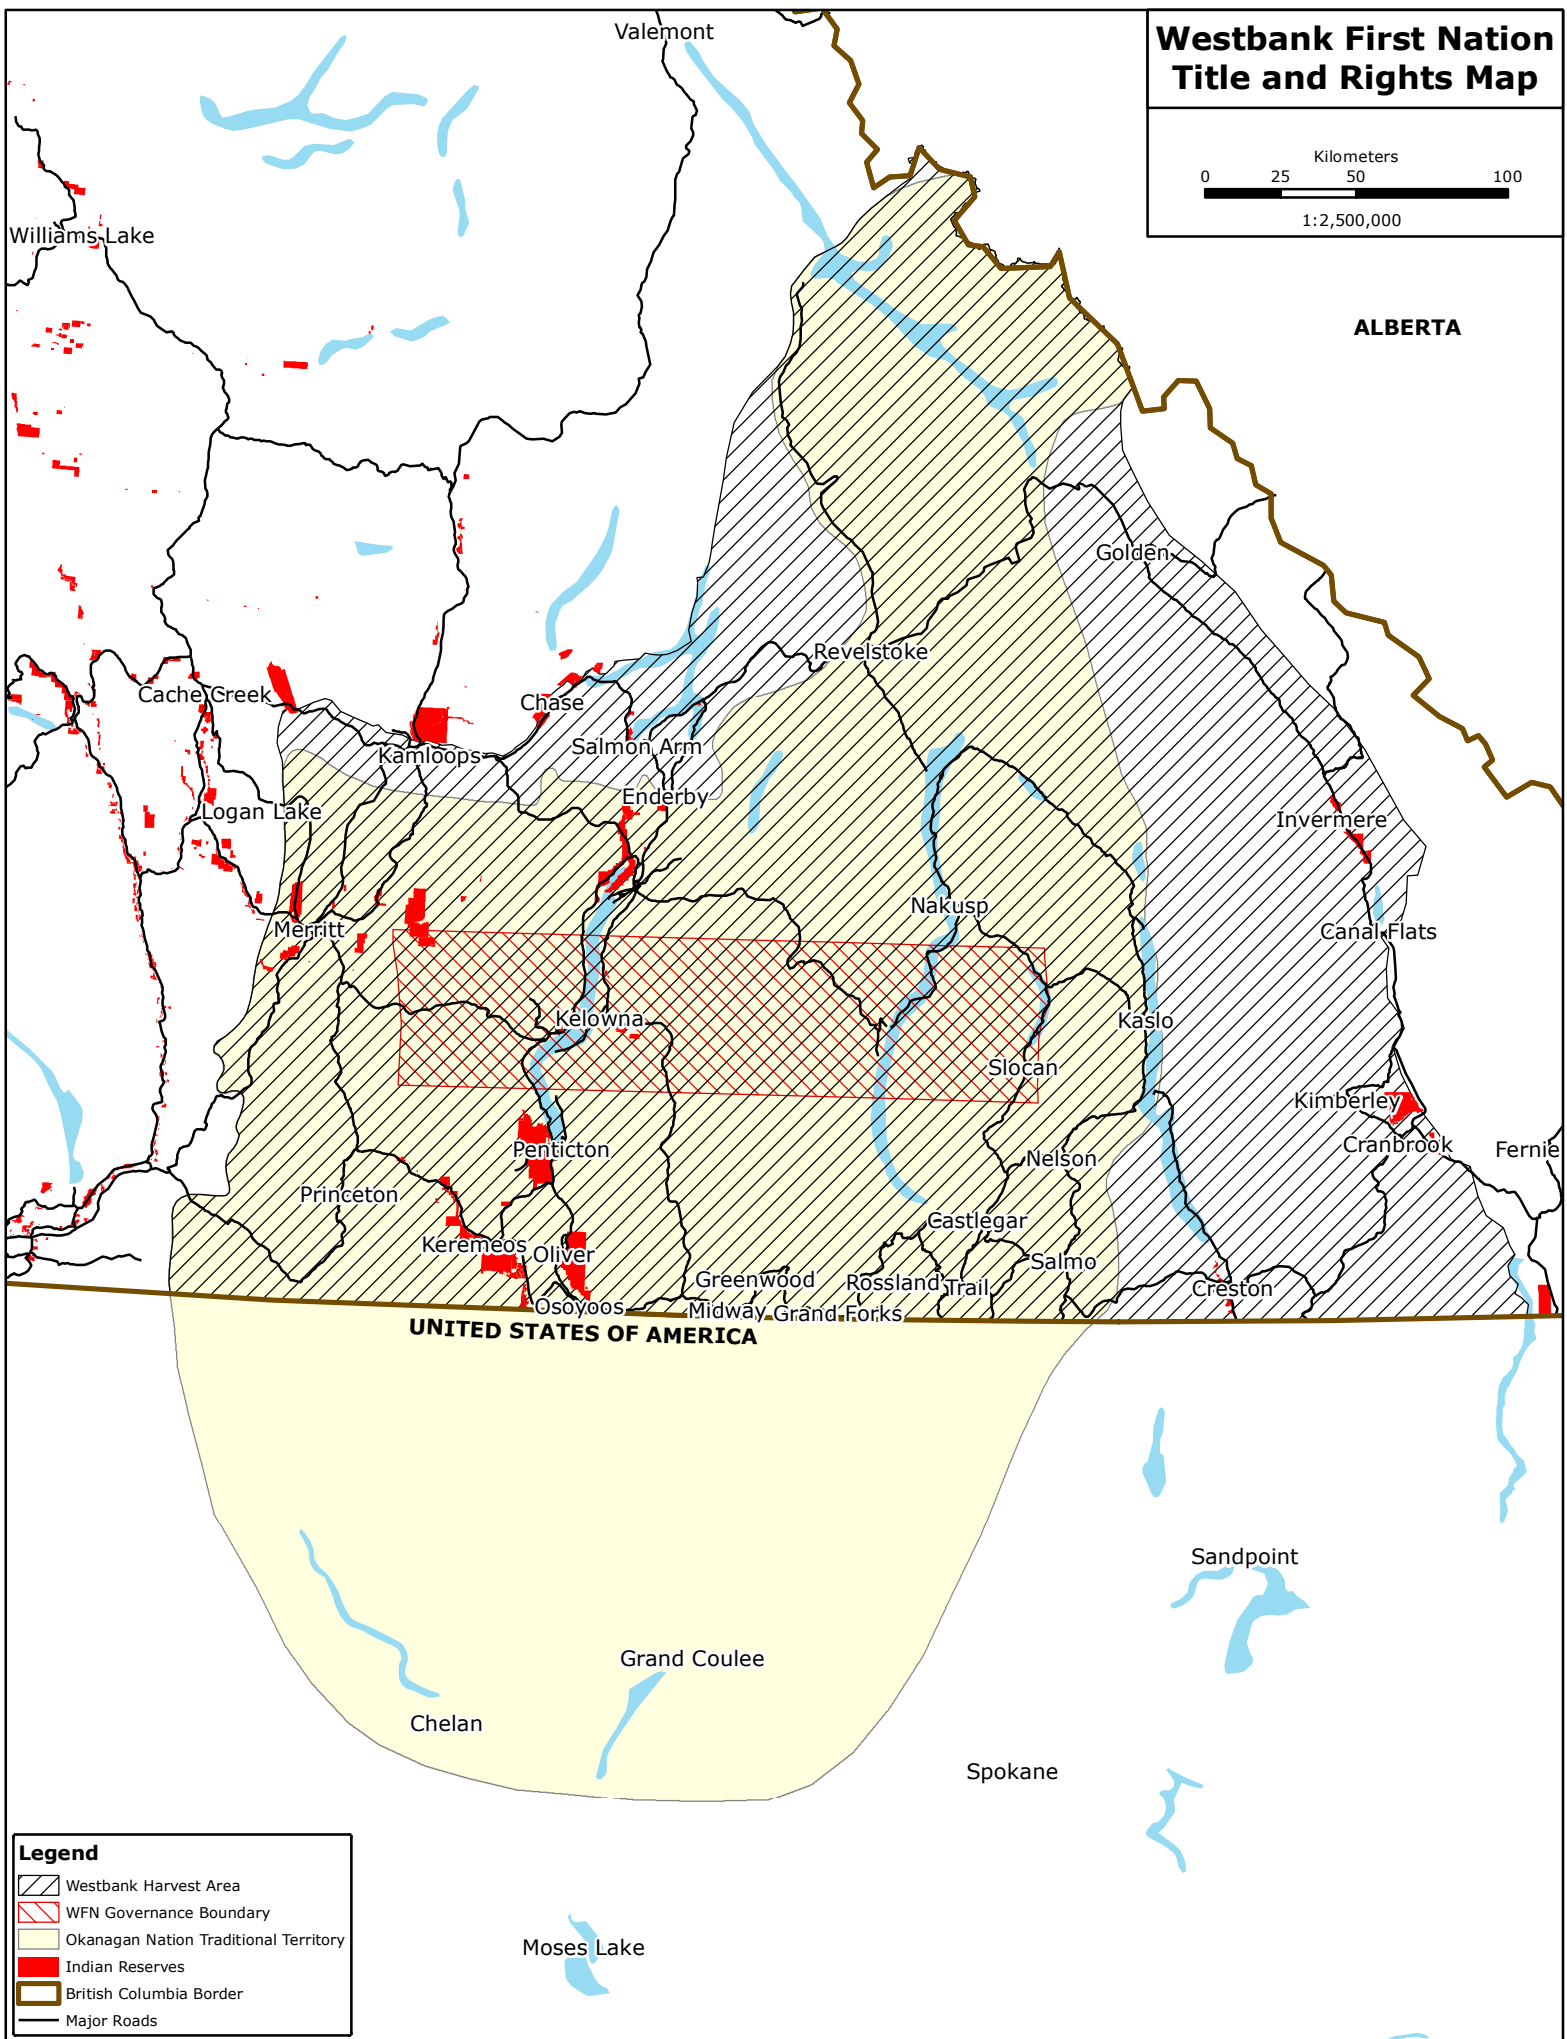 Valemont
Westbank First Nation
Title and Rights Map
Kilometers
0 25 50 100
1:2,500,000
Williams Lake
ALBERTA
Golden
Revelstoke
Cache Creek
Chase
Salmon Arm
Kamloops
Enderby
Logan Lake
Invermere
Nakusp
Merritt
Canal Flats
Kelowna
Kaslo
Slocan
Kimberley
Cranbrook
Fernie
Penticton
Nelson
Princeton
Castlegar
Keremeos
Oliver
Salmo
Greenwood
Rossland
Trail
Creston
Osoyoos
Midway
Grand Forks
UNITED STATES OF AMERICA
Sandpoint
Grand Coulee
Chelan
Spokane
Moses Lake
Legend
Westbank Harvest Area
WFN Governance Boundary
Okanagan Nation Traditional Territory
Indian Reserves
British Columbia Border
Major Roads